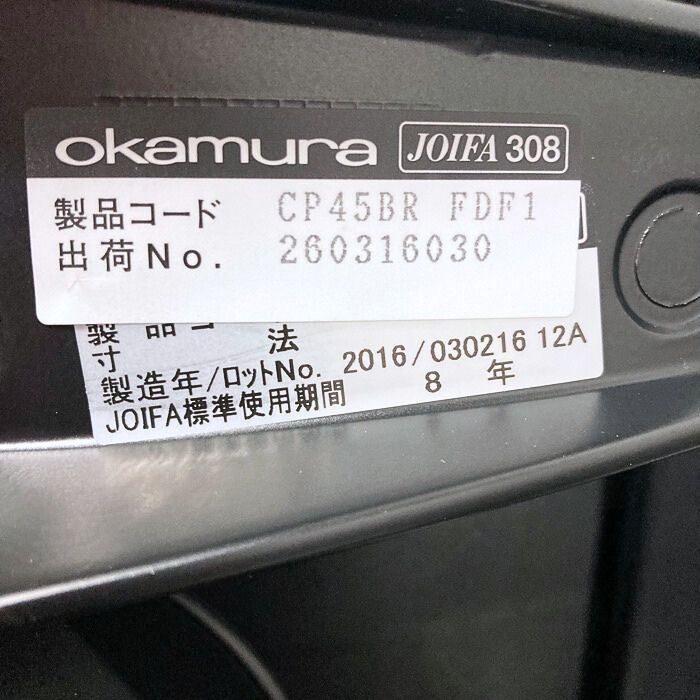 okamura JOIFA 308
製品コード CP45BR FDF1
出荷No. 260316030
製品コ
寸 法
製造年/ロットNo. 2016/030216 12A
JOIFA標準使用期間 8 年